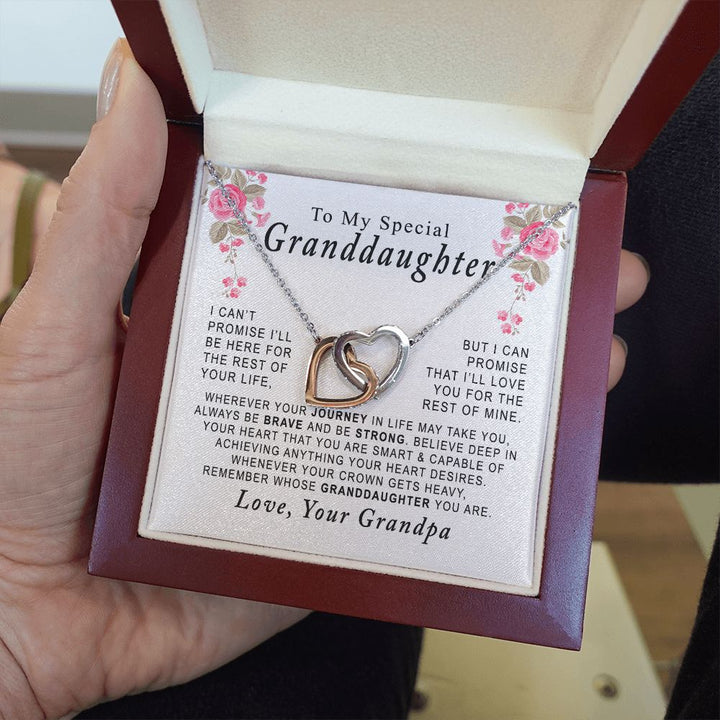 To My Special
Granddaughter
I CAN'T
PROMISE I'LL
BE HERE FOR
THE REST OF
YOUR LIFE,
BUT I CAN
PROMISE
THAT I'LL LOVE
YOU FOR THE
REST OF MINE.
WHEREVER YOUR JOURNEY IN LIFE MAY TAKE YOU,
ALWAYS BE BRAVE AND BE STRONG. BELIEVE DEEP IN
YOUR HEART THAT YOU ARE SMART & CAPABLE OF
ACHIEVING ANYTHING YOUR HEART DESIRES.
WHENEVER YOUR CROWN GETS HEAVY,
REMEMBER WHOSE GRANDDAUGHTER YOU ARE.
Love, Your Grandpa